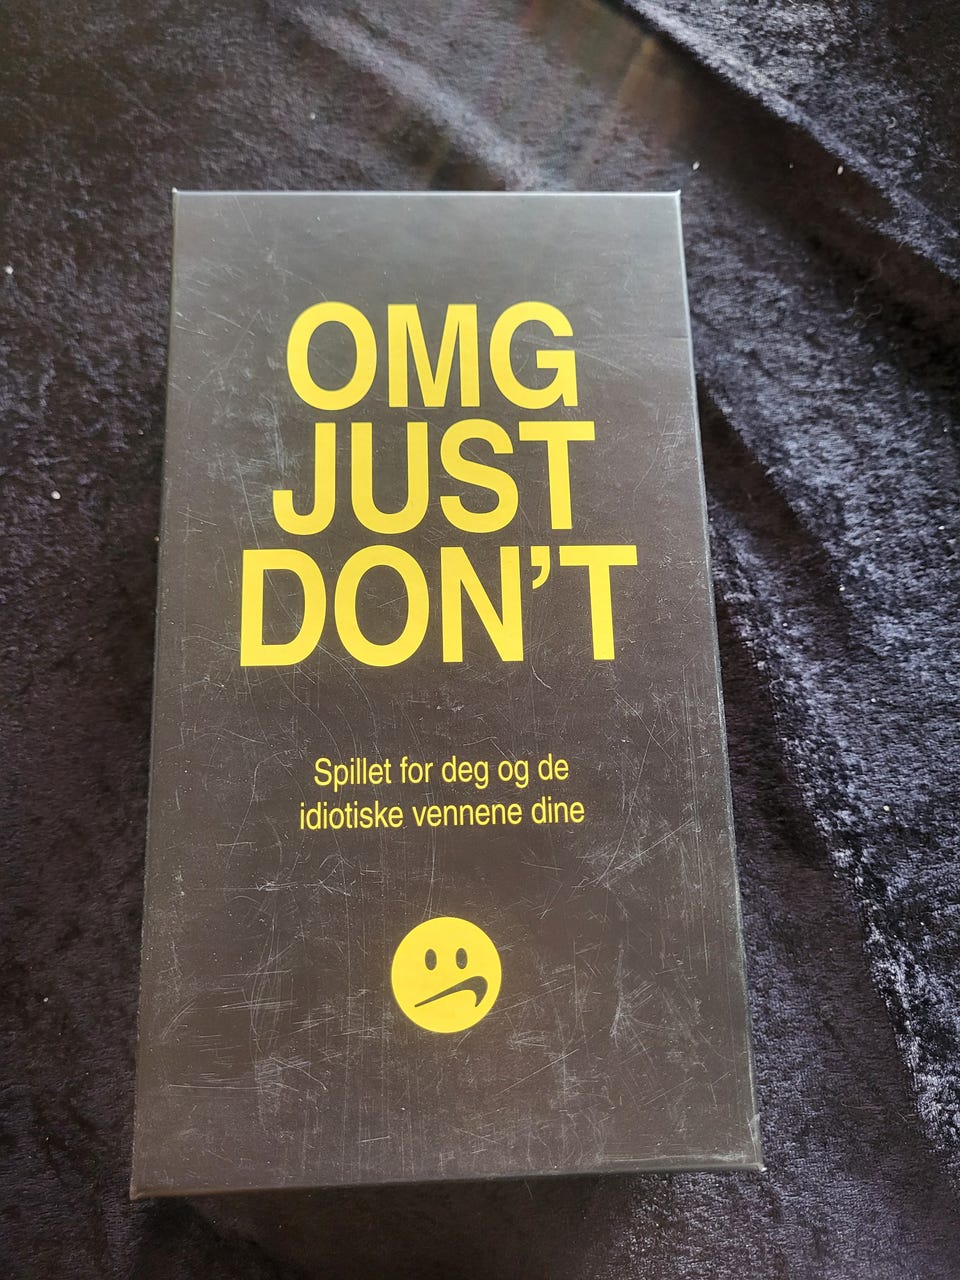 OMG
JUST
DON’T
Spillet for deg og de
idiotiske vennene dine